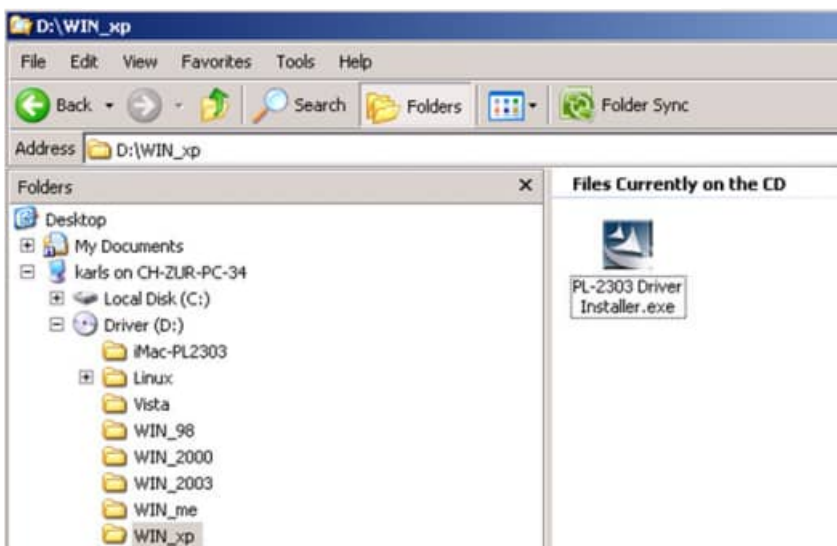 D:\WIN_xp
File Edit View Favorites Tools Help
Back Search Folders Folder Sync
Address D:\WIN_xp
Folders x
Desktop
My Documents
karls on CH-ZUR-PC-34
Local Disk (C:)
Driver (D:)
iMac-PL2303
Linux
Vista
WIN_98
WIN_2000
WIN_2003
WIN_me
WIN_xp
Files Currently on the CD
PL-2303 Driver
Installer.exe